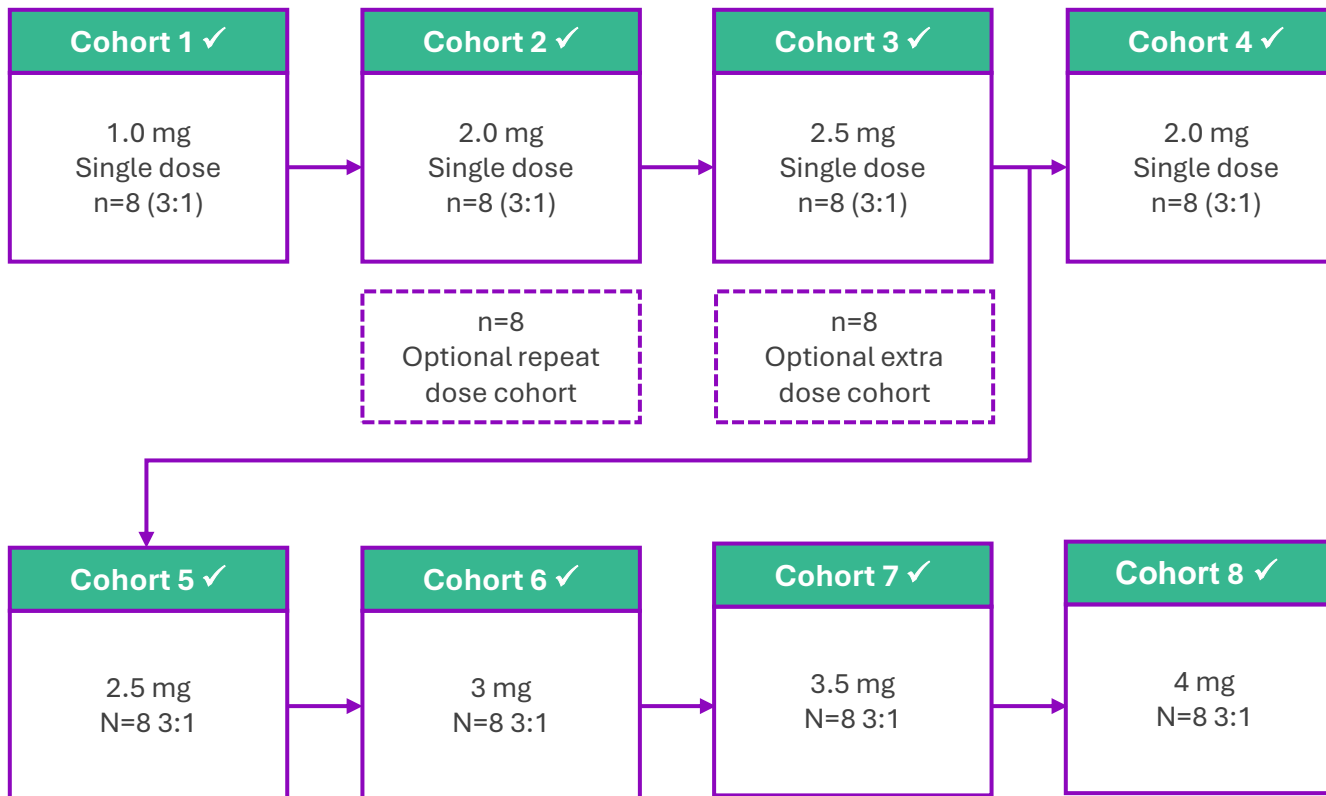 Cohort 1 ✓
1.0 mg
Single dose
n=8 (3:1)
Cohort 2 ✓
2.0 mg
Single dose
n=8 (3:1)
Cohort 3 ✓
2.5 mg
Single dose
n=8 (3:1)
Cohort 4 ✓
2.0 mg
Single dose
n=8 (3:1)
n=8
Optional repeat
dose cohort
n=8
Optional extra
dose cohort
Cohort 5 ✓
2.5 mg
N=8 3:1
Cohort 6 ✓
3 mg
N=8 3:1
Cohort 7 ✓
3.5 mg
N=8 3:1
Cohort 8 ✓
4 mg
N=8 3:1